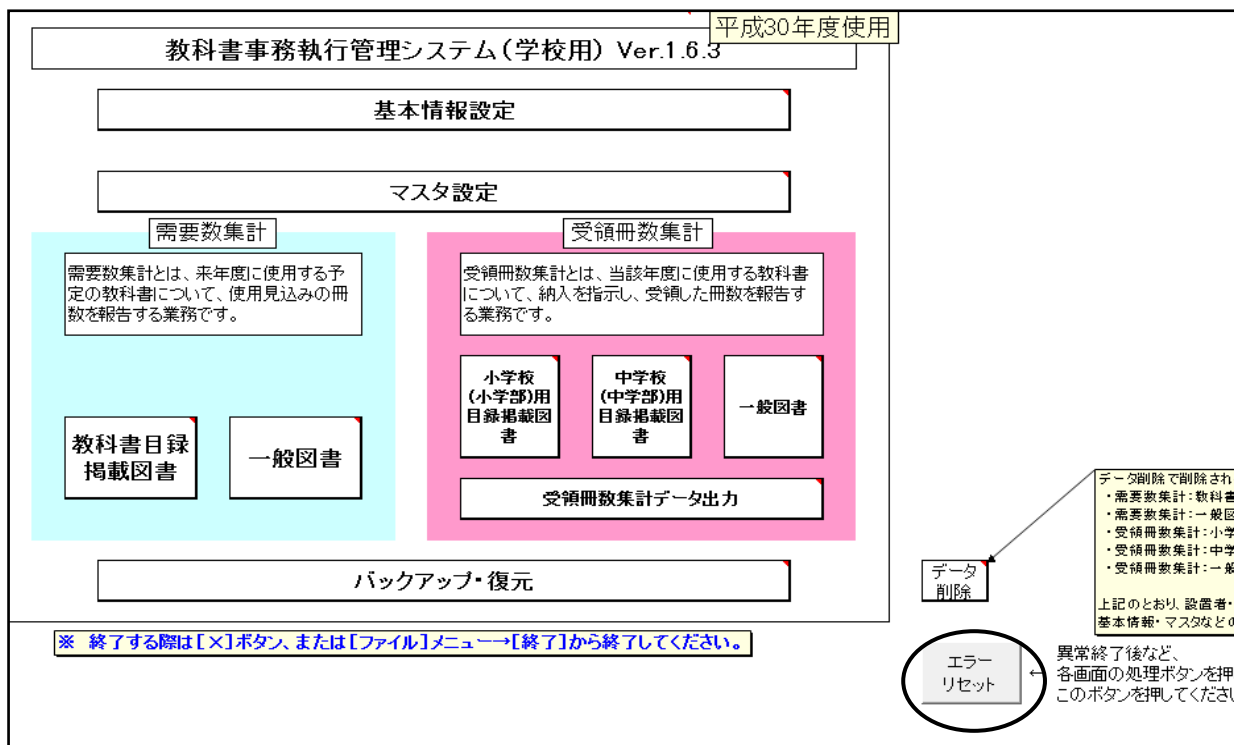 平成30年度使用
教科書事務執行管理システム(学校用) Ver.1.6.3
基本情報設定
マスタ設定
需要数集計
需要数集計とは、来年度に使用する予
定の教科書について、使用見込みの冊
数を報告する業務です。
教科書目録
掲載図書
一般図書
受領冊数集計
受領冊数集計とは、当該年度に使用する教科書
について、納入を指示し、受領した冊数を報告す
る業務です。
小学校
(小学部)用
目録掲載図
書
中学校
(中学部)用
目録掲載図
書
一般図書
受領冊数集計データ出力
バックアップ・復元
※ 終了する際は[×]ボタン、または[ファイル]メニュー→[終了]から終了してください。
データ
削除
データ削除で削除され
・需要数集計:教科書
・需要数集計:一般図
・受領冊数集計:小学
・受領冊数集計:中学
・受領冊数集計:一般
上記のとおり、設置者・
基本情報・マスタなどの
エラー
リセット
← 異常終了後など、
各画面の処理ボタンを押
このボタンを押してください